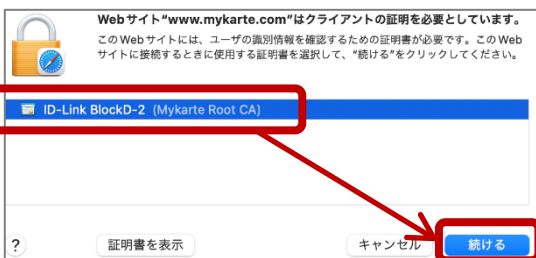 Webサイト"www.mykarte.com"はクライアントの証明を必要としています。
このWebサイトには、ユーザの識別情報を確認するための証明書が必要です。このWeb
サイトに接続するときに使用する証明書を選択して、"続ける"をクリックしてください。
ID-Link BlockD-2 (Mykarte Root CA)
? 証明書を表示 キャンセル 続ける